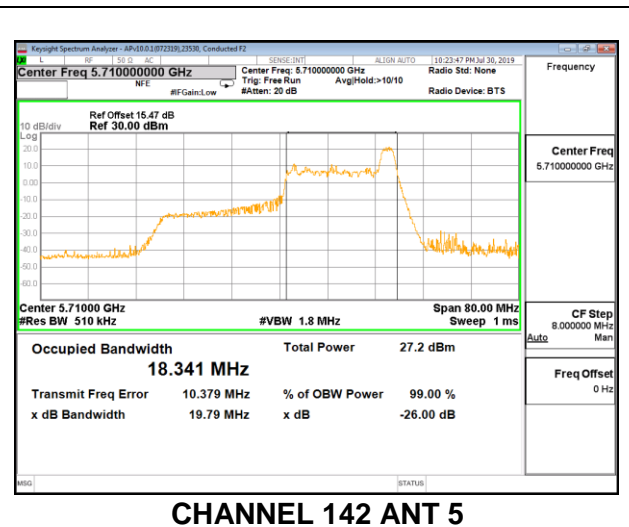 Keysight Spectrum Analyzer - APv10.0.1(072319),23530, Conducted F2
L RF 50 Ω AC SENSE:INT ALIGN AUTO 10:23:47 PM Jul 30, 2019
Center Freq 5.710000000 GHz Center Freq: 5.710000000 GHz Radio Std: None Frequency
NFE Trig: Free Run Avg|Hold:>10/10
#IFGain:Low #Atten: 20 dB Radio Device: BTS
Ref Offset 15.47 dB
10 dB/div Ref 30.00 dBm
Log
20.0
10.0
0.00
-10.0
-20.0
-30.0
-40.0
-50.0
-60.0
Center Freq
5.710000000 GHz
Center 5.71000 GHz Span 80.00 MHz
#Res BW 510 kHz #VBW 1.8 MHz Sweep 1 ms
CF Step
8.000000 MHz
Auto Man
Occupied Bandwidth Total Power 27.2 dBm
18.341 MHz
Freq Offset
0 Hz
Transmit Freq Error 10.379 MHz % of OBW Power 99.00 %
x dB Bandwidth 19.79 MHz x dB -26.00 dB
MSG STATUS
CHANNEL 142 ANT 5